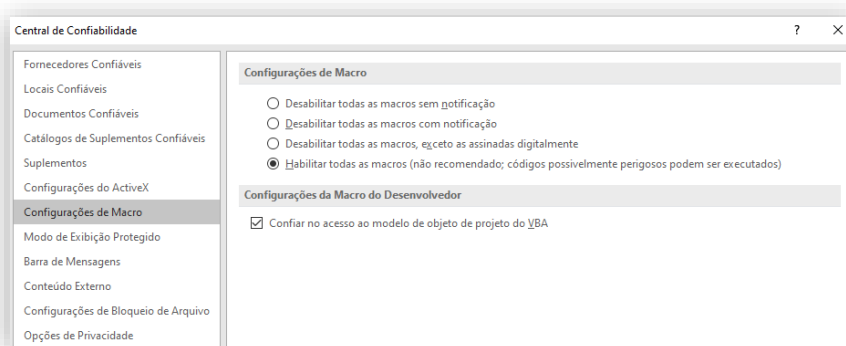 Central de Confiabilidade
?
Fornecedores Confiáveis
Locais Confiáveis
Documentos Confiáveis
Catálogos de Suplementos Confiáveis
Suplementos
Configurações do ActiveX
Configurações de Macro
Modo de Exibição Protegido
Barra de Mensagens
Conteúdo Externo
Configurações de Bloqueio de Arquivo
Opções de Privacidade
Configurações de Macro
Desabilitar todas as macros sem notificação
Desabilitar todas as macros com notificação
Desabilitar todas as macros, exceto as assinadas digitalmente
Habilitar todas as macros (não recomendado; códigos possivelmente perigosos podem ser executados)
Configurações da Macro do Desenvolvedor
Confiar no acesso ao modelo de objeto de projeto do VBA